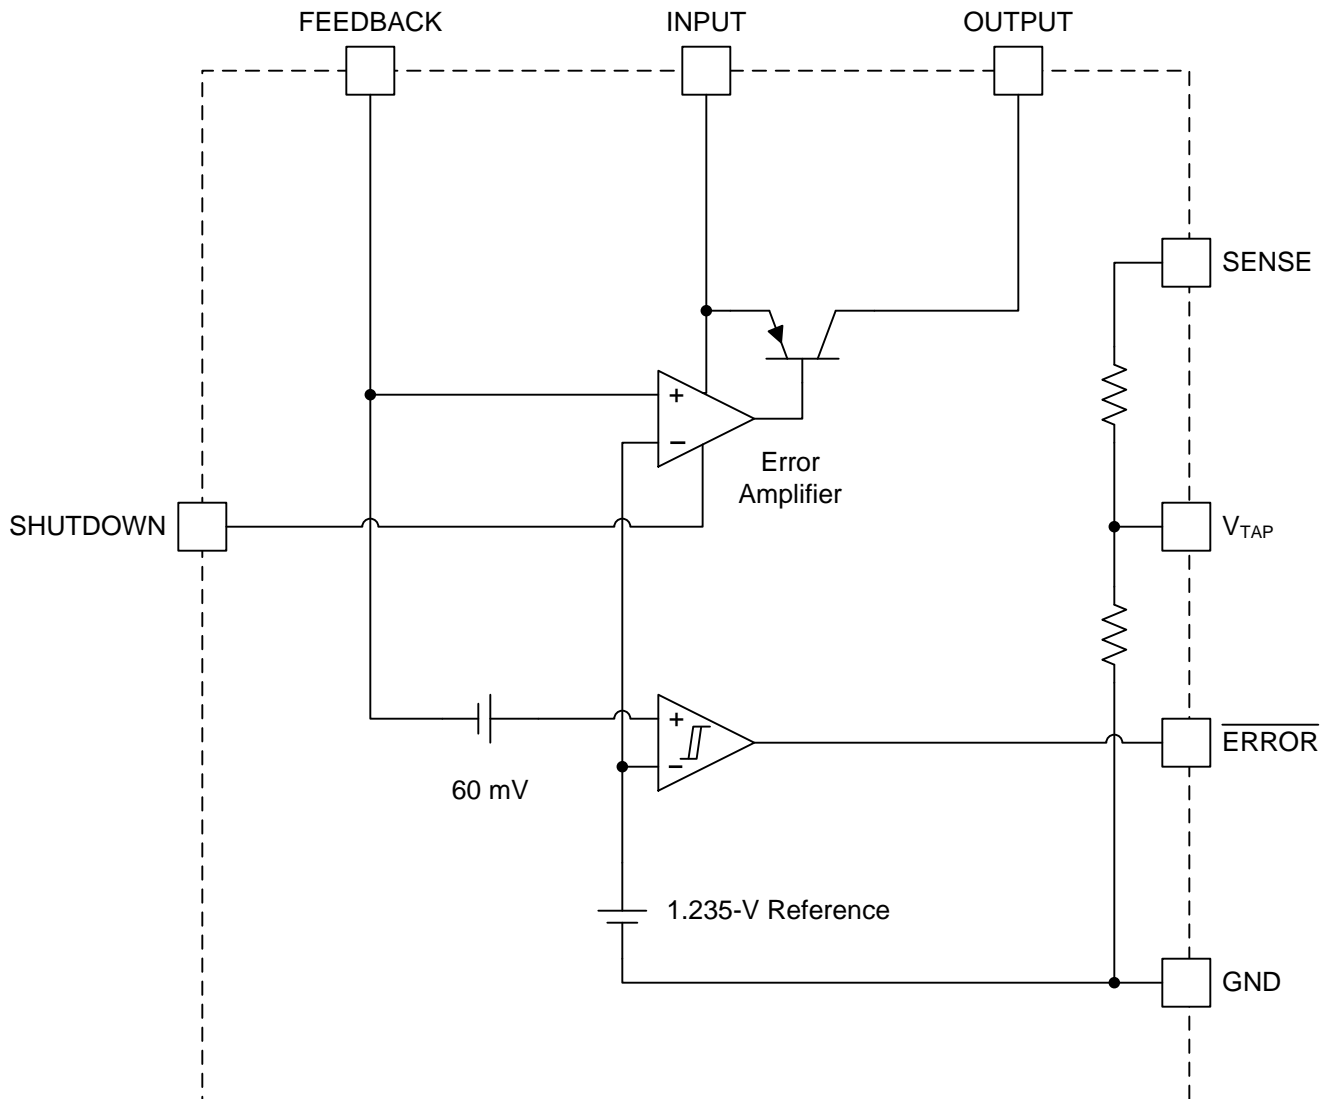 FEEDBACK
INPUT
OUTPUT
SENSE
+
−
Error
Amplifier
SHUTDOWN
VTAP
+
−
ERROR
60 mV
1.235-V Reference
GND